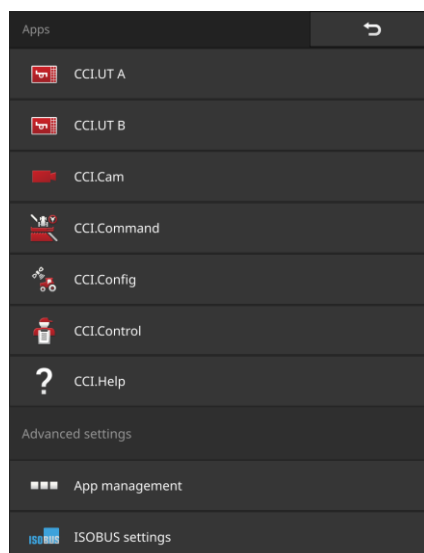 Apps
CCI.UT A
CCI.UT B
CCI.Cam
CCI.Command
CCI.Config
CCI.Control
? CCI.Help
Advanced settings
App management
ISOBUS ISOBUS settings